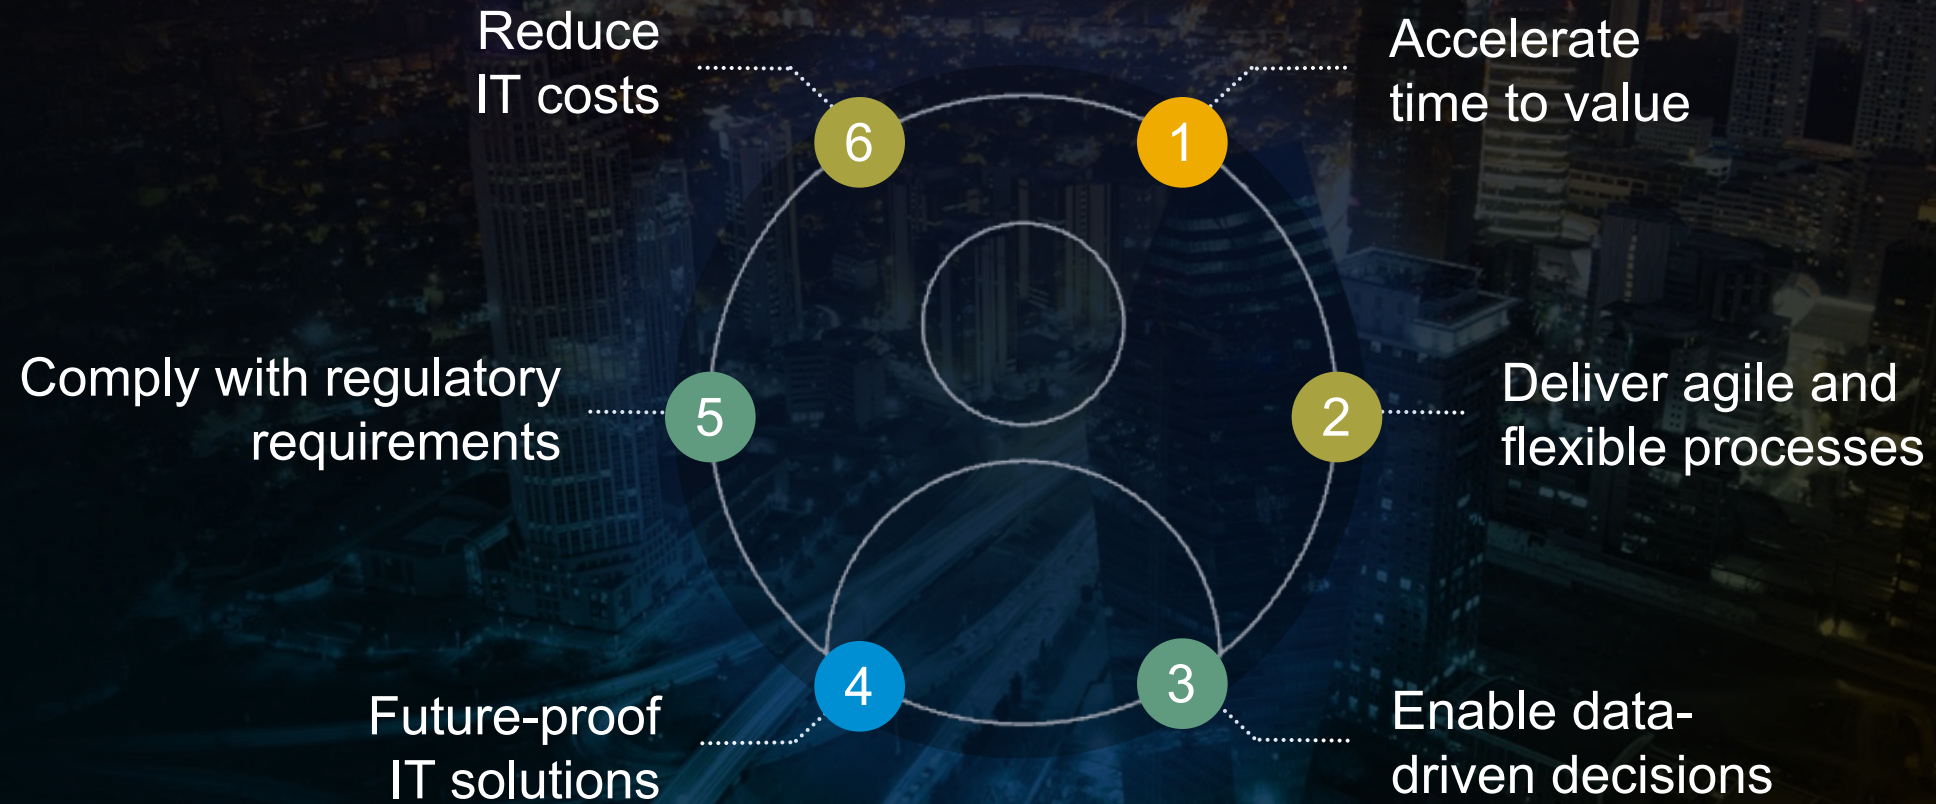 1
Accelerate
time to value
2
Deliver agile and
flexible processes
3
Enable data-
driven decisions
4
Future-proof
IT solutions
5
Comply with regulatory
requirements
6
Reduce
IT costs